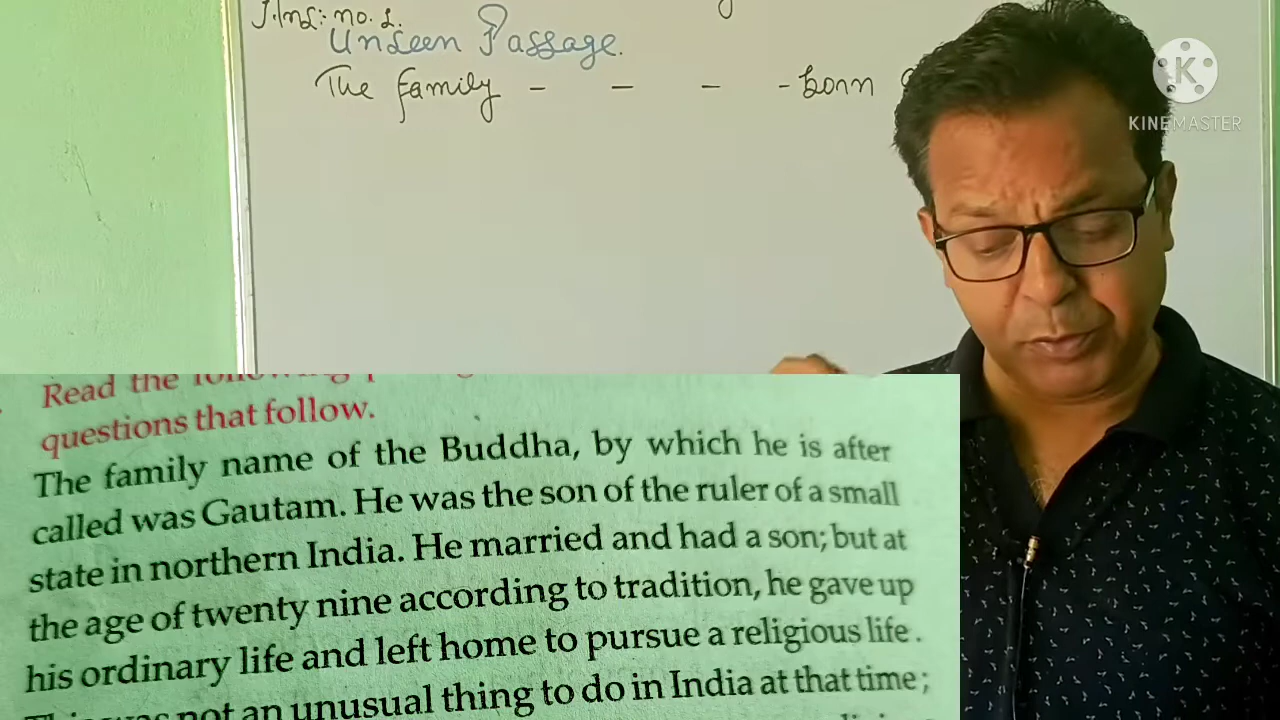 Unseen Passage.
The family - - - - born
KINEMASTER
Read the
questions that follow.
The family name of the Buddha, by which he is after
called was Gautam. He was the son of the ruler of a small
state in northern India. He married and had a son; but at
the age of twenty nine according to tradition, he gave up
his ordinary life and left home to pursue a religious life.
not an unusual thing to do in India at that time;